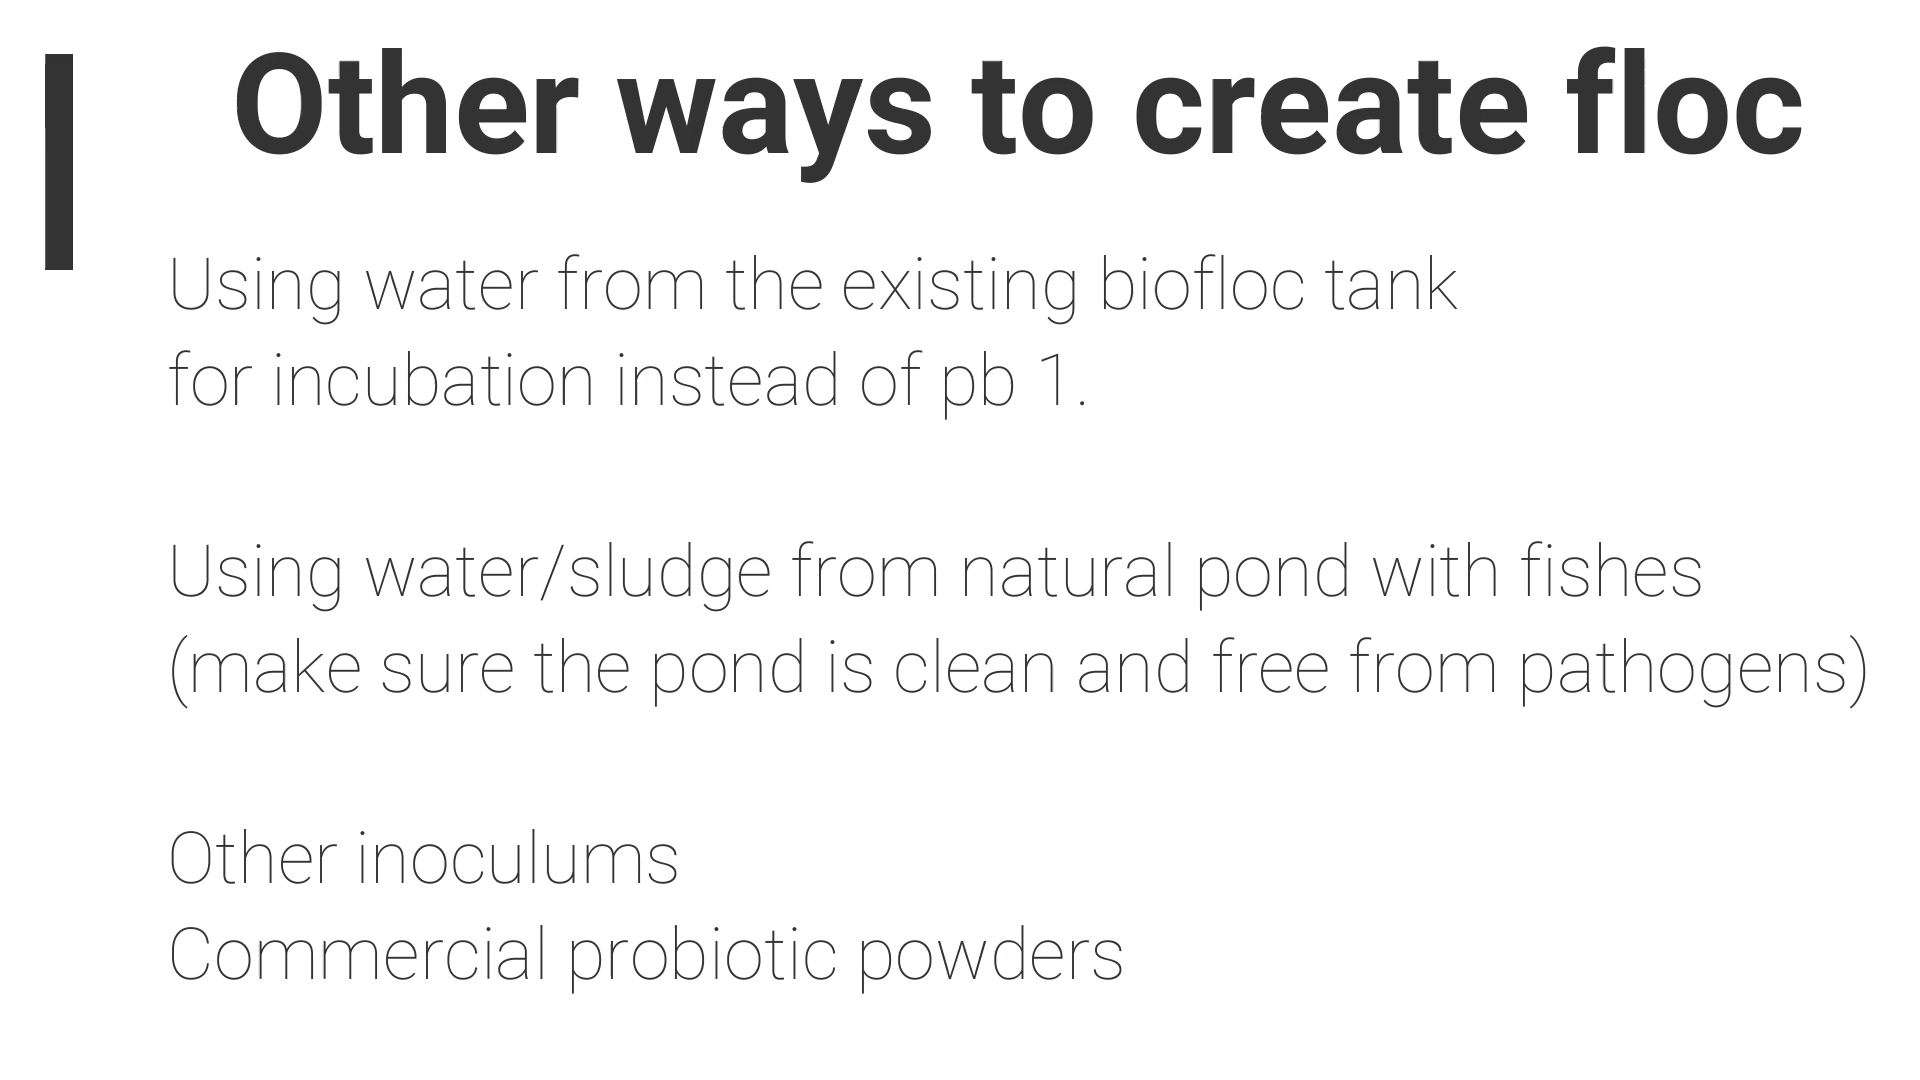 Other ways to create floc
Using water from the existing biofloc tank
for incubation instead of pb 1.
Using water/sludge from natural pond with fishes
(make sure the pond is clean and free from pathogens)
Other inoculums
Commercial probiotic powders